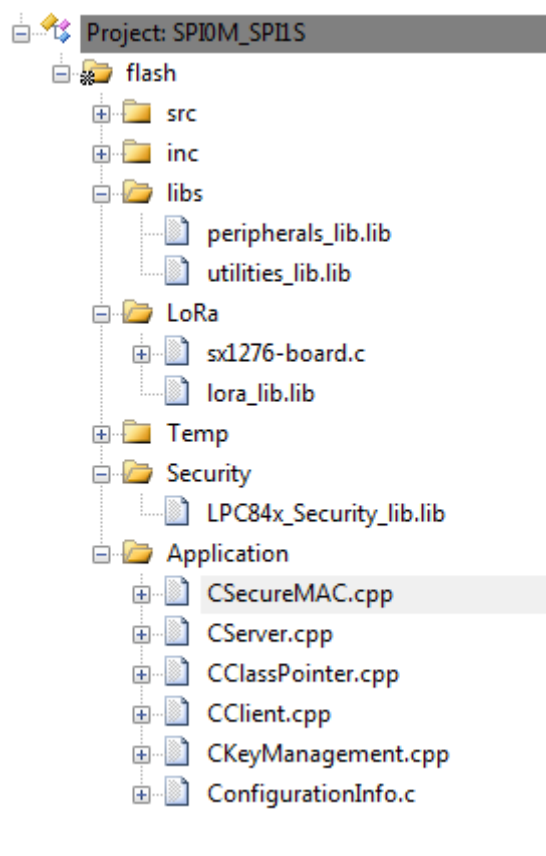 Project: SPI0M_SPI1S
flash
src
inc
libs
peripherals_lib.lib
utilities_lib.lib
LoRa
sx1276-board.c
lora_lib.lib
Temp
Security
LPC84x_Security_lib.lib
Application
CSecureMAC.cpp
CServer.cpp
CClassPointer.cpp
CClient.cpp
CKeyManagement.cpp
ConfigurationInfo.c